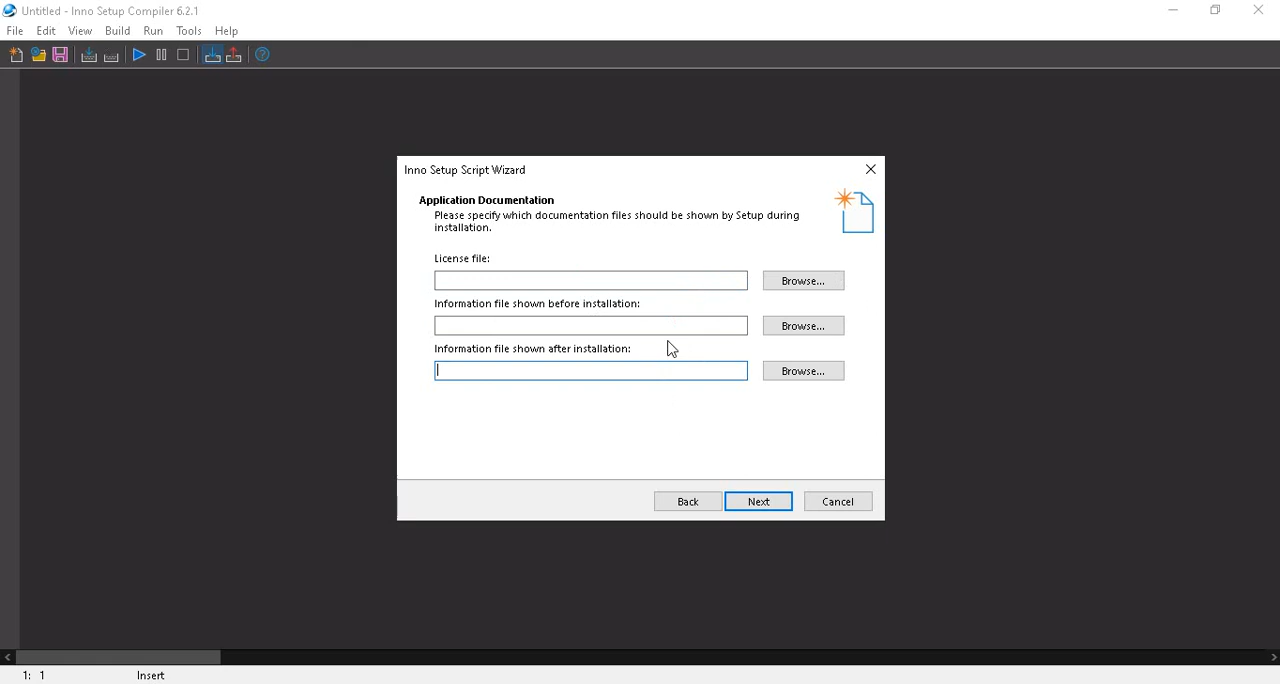 Untitled - Inno Setup Compiler 6.2.1
File Edit View Build Run Tools Help
Inno Setup Script Wizard
Application Documentation
Please specify which documentation files should be shown by Setup during
installation.
License file:
Browse...
Information file shown before installation:
Browse...
Information file shown after installation:
Browse...
Back Next Cancel
1: 1 Insert